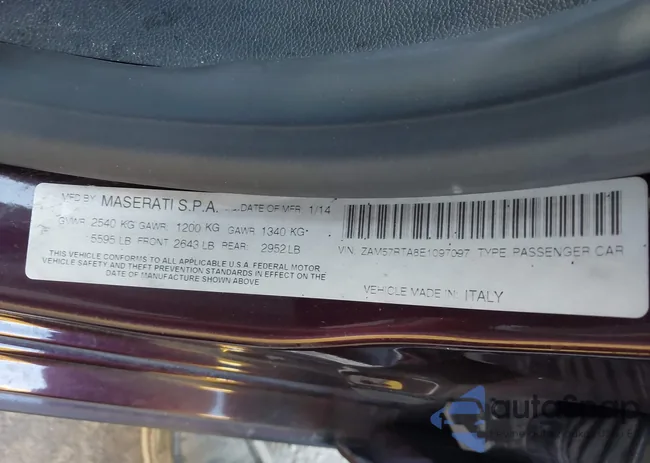 MFD BY MASERATI S.P.A. DATE OF MFR 1/14
GVWR 2540 KG GAWR 1200 KG GAWR 1340 KG
5595 LB FRONT 2643 LB REAR: 2952 LB
THIS VEHICLE CONFORMS TO ALL APPLICABLE U.S.A. FEDERAL MOTOR
VEHICLE SAFETY AND THEFT PREVENTION STANDARDS IN EFFECT ON THE
DATE OF MANUFACTURE SHOWN ABOVE
VIN: ZAM57RTA8E1097097 TYPE PASSENGER CAR
VEHICLE MADE IN: ITALY
autoSnap